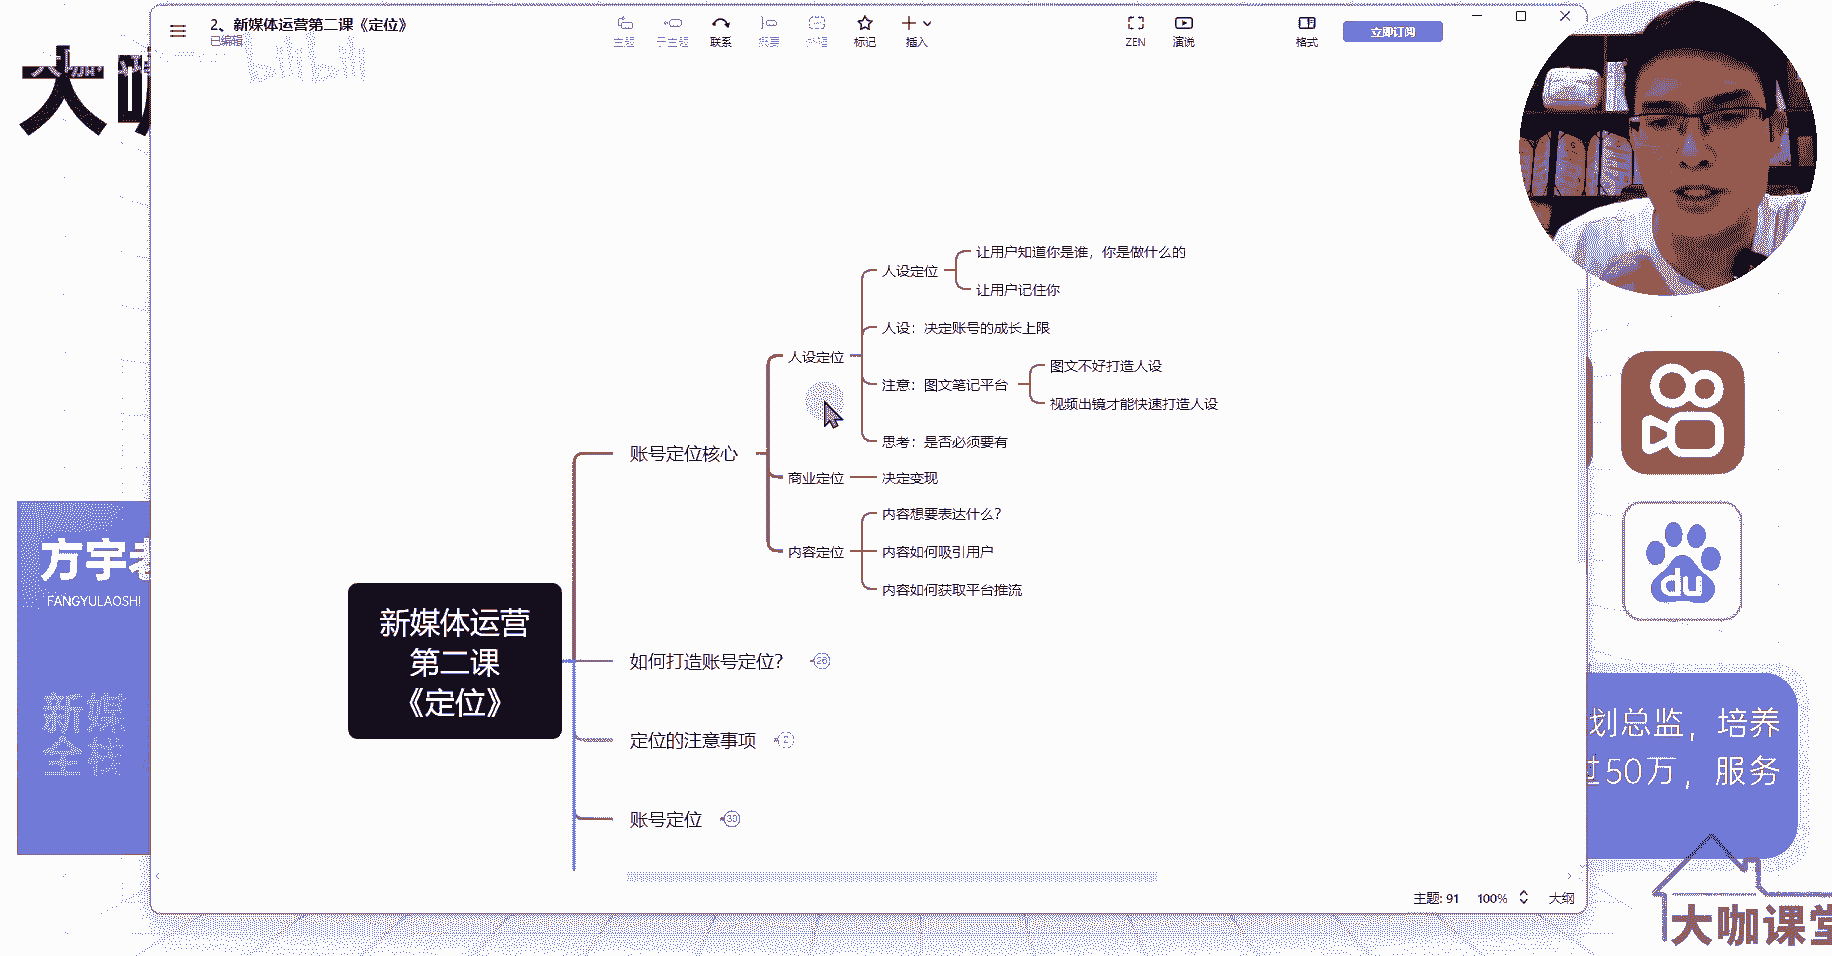 2、新媒体运营第二课《定位》
已编辑
主题
子主题
联系
概要
外框
标记
插入
ZEN
演说
格式
立即订阅
bilibili
大咖
人设定位
让用户知道你是谁，你是做什么的
让用户记住你
人设：决定账号的成长上限
人设定位
注意：图文笔记平台
图文不好打造人设
视频出镜才能快速打造人设
思考：是否必须要有
账号定位核心
商业定位
决定变现
内容定位
内容想要表达什么？
内容如何吸引用户
内容如何获取平台推流
新媒体运营
第二课
《定位》
如何打造账号定位？
26
定位的注意事项
2
账号定位
30
方宇老
FANGYULAOSHI
新媒
全栈
du
划总监，培养
过50万，服务
主题: 91
100%
大纲
大咖课堂